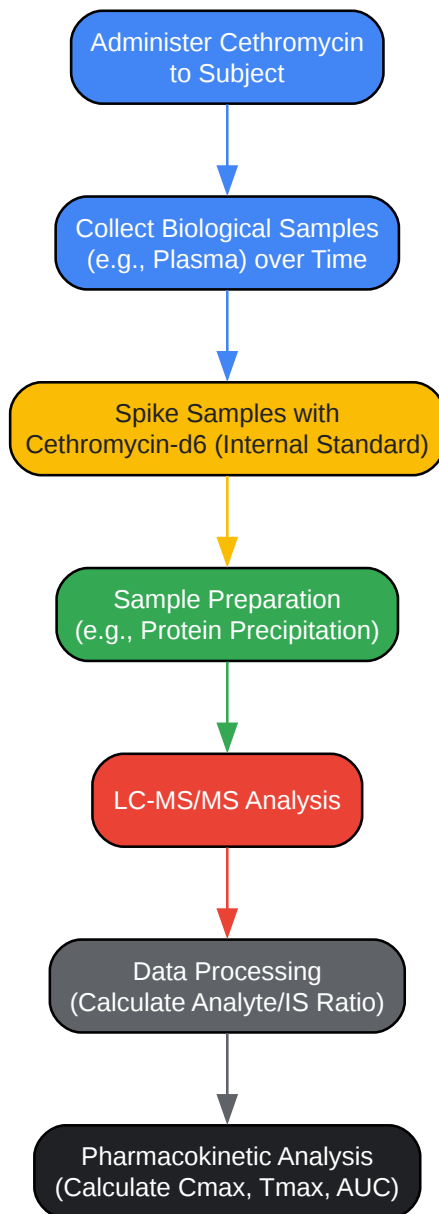 Administer Cethromycin
to Subject
Collect Biological Samples
(e.g., Plasma) over Time
Spike Samples with
Cethromycin-d6 (Internal Standard)
Sample Preparation
(e.g., Protein Precipitation)
LC-MS/MS Analysis
Data Processing
(Calculate Analyte/IS Ratio)
Pharmacokinetic Analysis
(Calculate Cmax, Tmax, AUC)